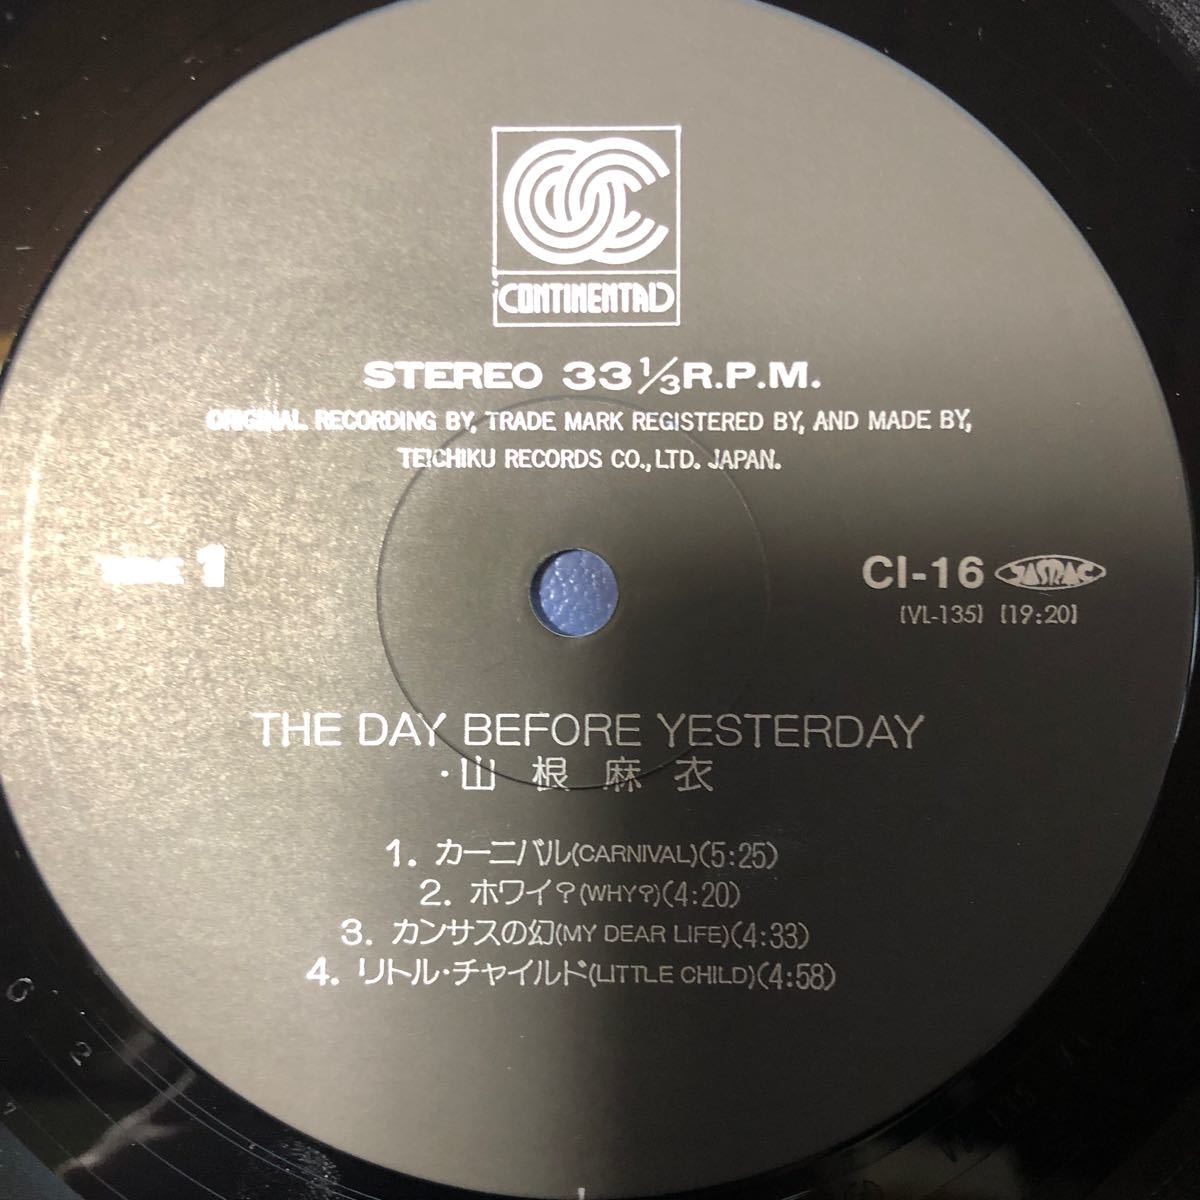 CONTINENTAL
STEREO 33 1/3 R.P.M.
ORIGINAL RECORDING BY, TRADE MARK REGISTERED BY, AND MADE BY,
TEICHIKU RECORDS CO., LTD. JAPAN.
1
CI-16 JASRAC
(VL-135) (19:20)
THE DAY BEFORE YESTERDAY
・山根麻衣
1. カーニバル(CARNIVAL)(5:25)
2. ホワイ?(WHY?)(4:20)
3. カンサスの幻(MY DEAR LIFE)(4:33)
4. リトル・チャイルド(LITTLE CHILD)(4:58)